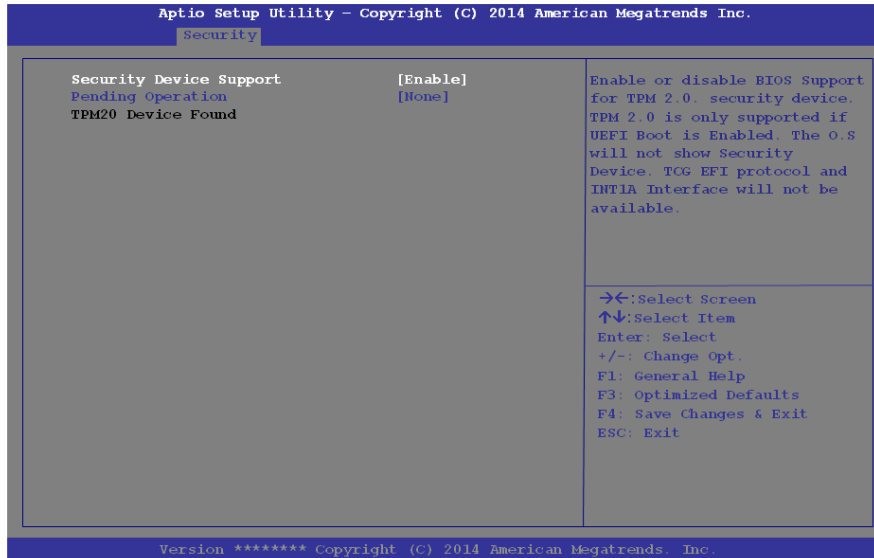 Aptio Setup Utility – Copyright (C) 2014 American Megatrends Inc.
Security
Security Device Support [Enable]
Pending Operation [None]
TPM20 Device Found
Enable or disable BIOS Support
for TPM 2.0. security device.
TPM 2.0 is only supported if
UEFI Boot is Enabled. The O.S
will not show Security
Device. TCG EFI protocol and
INT1A Interface will not be
available.
→←:Select Screen
↑↓:Select Item
Enter: Select
+/-: Change Opt.
F1: General Help
F3: Optimized Defaults
F4: Save Changes & Exit
ESC: Exit
Version ******** Copyright (C) 2014 American Megatrends. Inc.